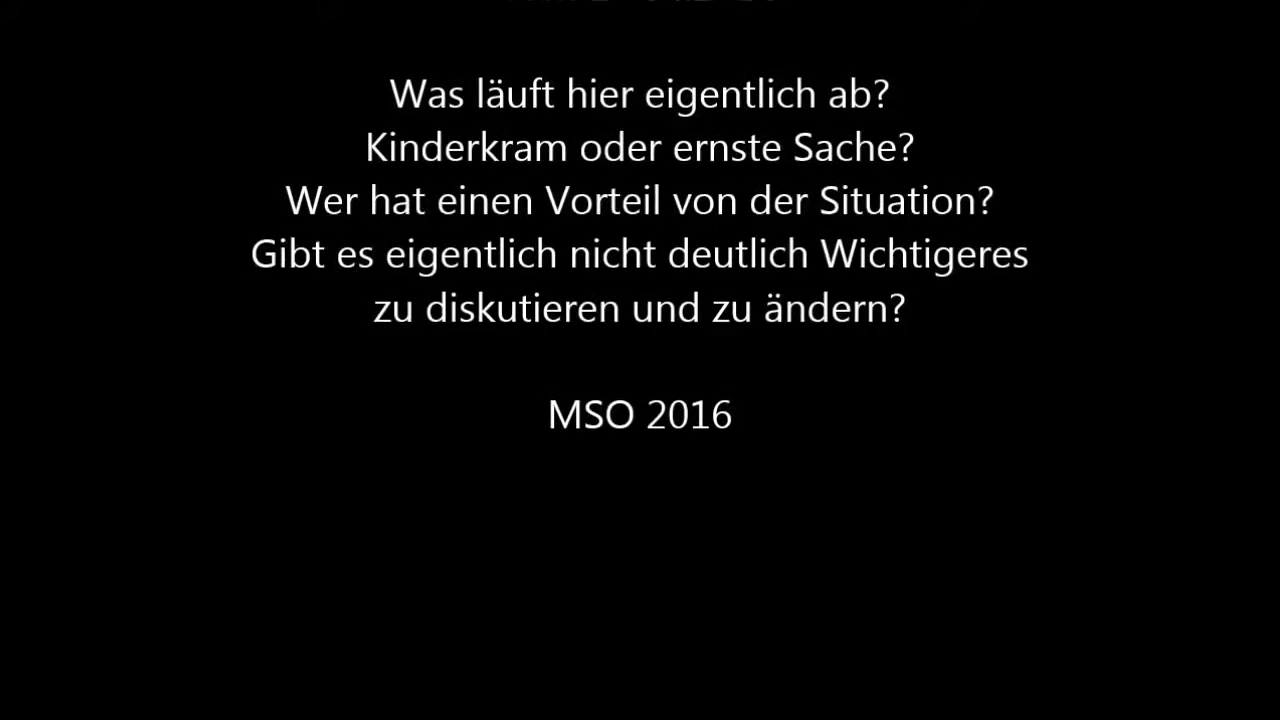 Was läuft hier eigentlich ab?
Kinderkram oder ernste Sache?
Wer hat einen Vorteil von der Situation?
Gibt es eigentlich nicht deutlich Wichtigeres
zu diskutieren und zu ändern?
MSO 2016